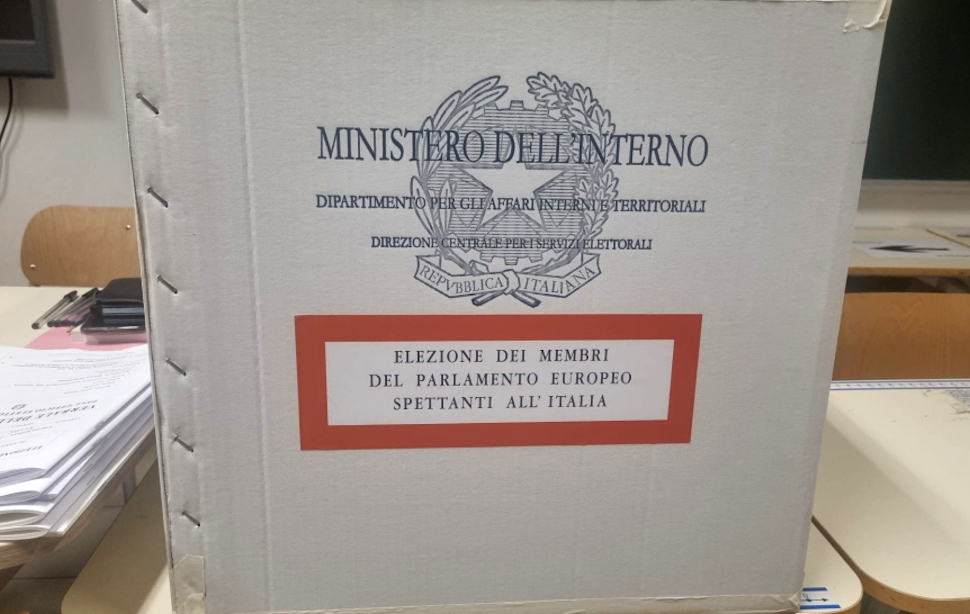 MINISTERO DELL'INTERNO
DIPARTIMENTO PER GLI AFFARI INTERNI E TERRITORIALI
DIREZIONE CENTRALE PER I SERVIZI ELETTORALI
REPVBBLICA ITALIANA
ELEZIONE DEI MEMBRI
DEL PARLAMENTO EUROPEO
SPETTANTI ALL' ITALIA